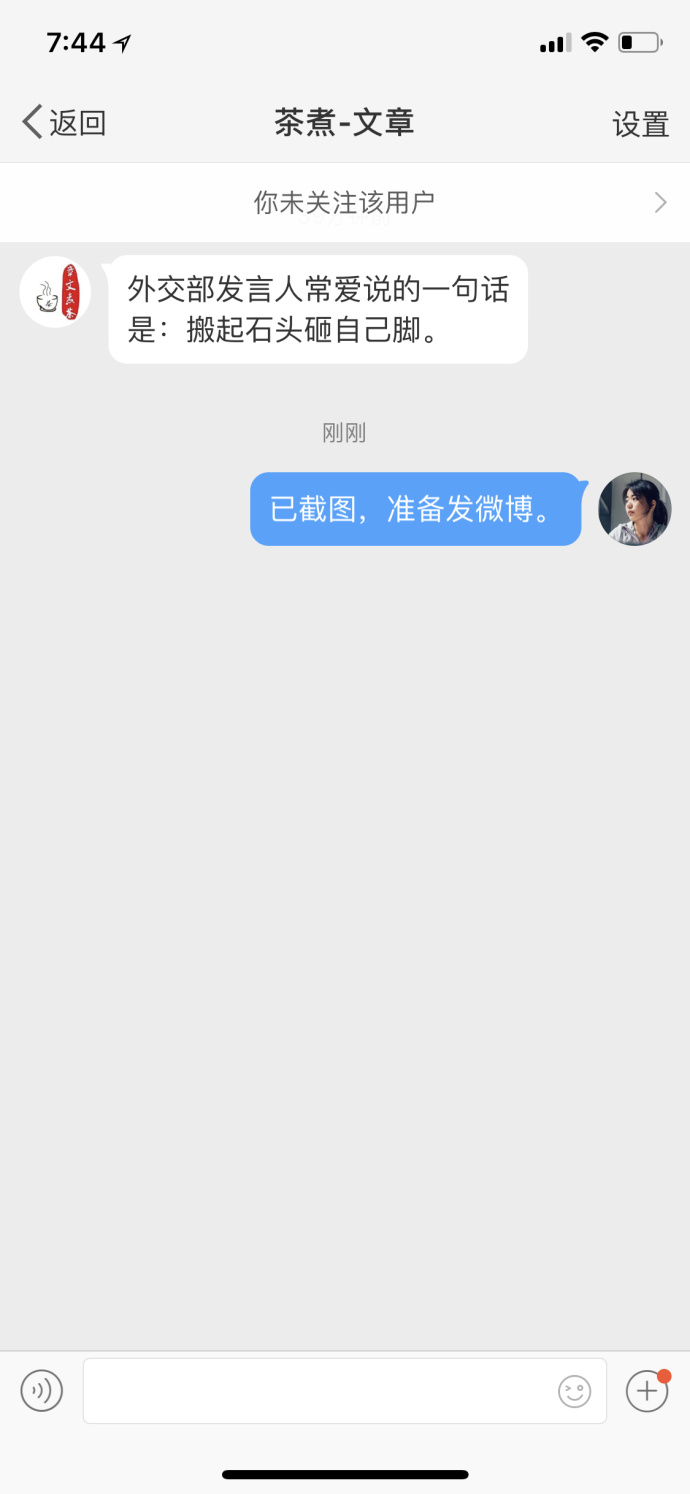 7:44
返回
茶煮-文章
设置
你未关注该用户
外交部发言人常爱说的一句话
是：搬起石头砸自己脚。
刚刚
已截图，准备发微博。